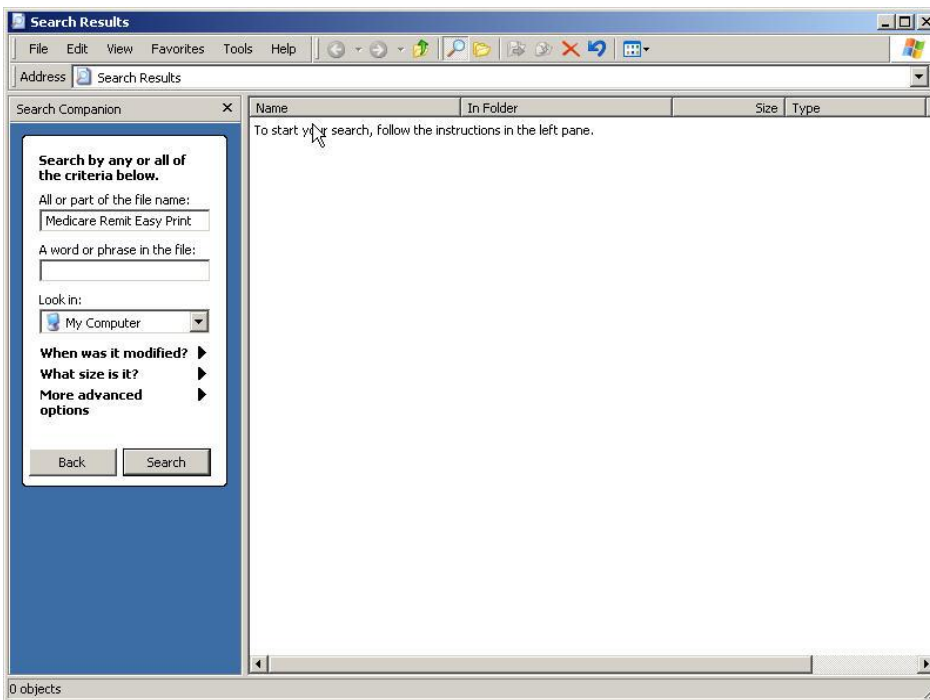 Search Results
File Edit View Favorites Tools Help
Address Search Results
Search Companion
Name In Folder Size Type
To start your search, follow the instructions in the left pane.
Search by any or all of
the criteria below.
All or part of the file name:
Medicare Remit Easy Print
A word or phrase in the file:
Look in:
My Computer
When was it modified?
What size is it?
More advanced
options
Back Search
0 objects